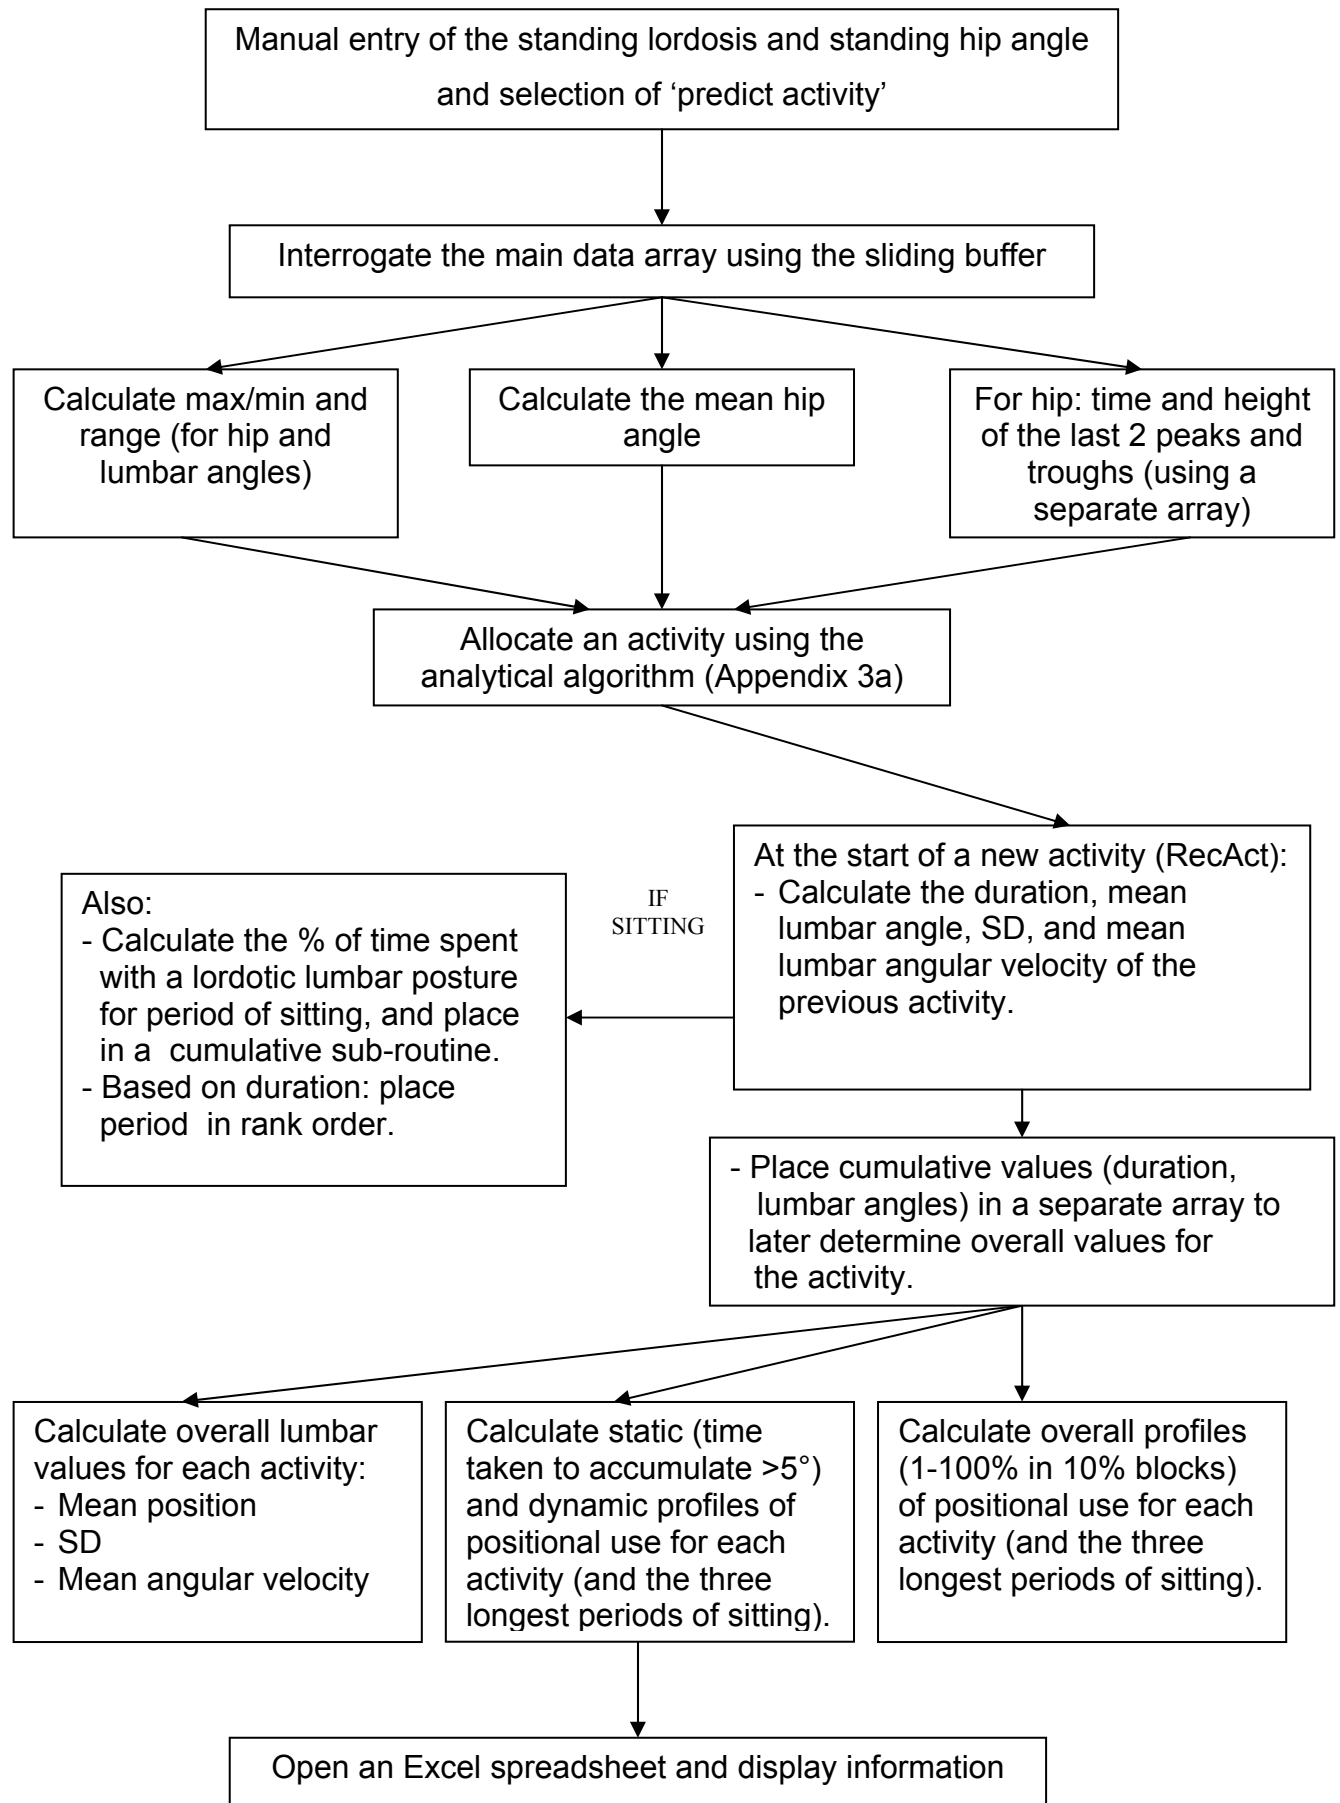 Manual entry of the standing lordosis and standing hip angle
and selection of ‘predict activity’
Interrogate the main data array using the sliding buffer
Calculate max/min and
range (for hip and
lumbar angles)
Calculate the mean hip
angle
For hip: time and height
of the last 2 peaks and
troughs (using a
separate array)
Allocate an activity using the
analytical algorithm (Appendix 3a)
At the start of a new activity (RecAct):
- Calculate the duration, mean
lumbar angle, SD, and mean
lumbar angular velocity of the
previous activity.
IF
SITTING
Also:
- Calculate the % of time spent
with a lordotic lumbar posture
for period of sitting, and place
in a cumulative sub-routine.
- Based on duration: place
period in rank order.
- Place cumulative values (duration,
lumbar angles) in a separate array to
later determine overall values for
the activity.
Calculate overall lumbar
values for each activity:
- Mean position
- SD
- Mean angular velocity
Calculate static (time
taken to accumulate >5°)
and dynamic profiles of
positional use for each
activity (and the three
longest periods of sitting).
Calculate overall profiles
(1-100% in 10% blocks)
of positional use for each
activity (and the three
longest periods of sitting).
Open an Excel spreadsheet and display information